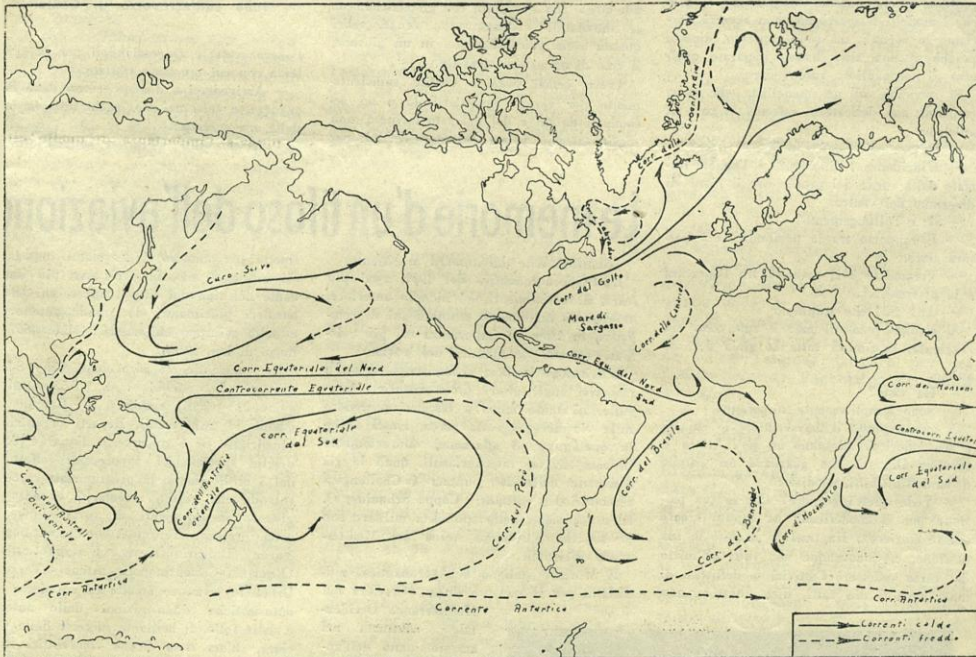 Corr. della Groenlandia
Labrador
Curo Scivo
Corr. del Golfo
Mare di
Sargasso
Corr. delle Canarie
Corr. Equatoriale del Nord
Controcorrente Equatoriale
Corr. Equ. del Nord
Sud
Corr. dei Monsoni
Controcorr. Equator
Corr. Equatoriale
del Sud
Corr. Equatoriale
del Sud
Corr. del Brasile
Corr. dell'Australia
Orientale
Corr. dell'Australia
Occidentale
Corr. del Perù
Corr. del Benguela
Corr. di Mozambico
Corr. Antartica
Corrente Antartica
Corr. Antartica
Correnti calde
Correnti fredde